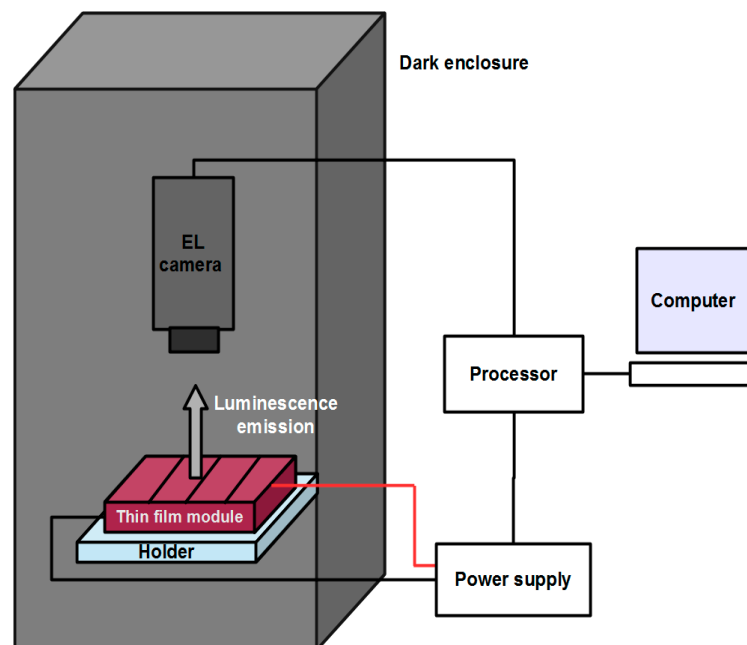 Dark enclosure
EL
camera
Computer
Processor
Luminescence
emission
Thin film module
Holder
Power supply